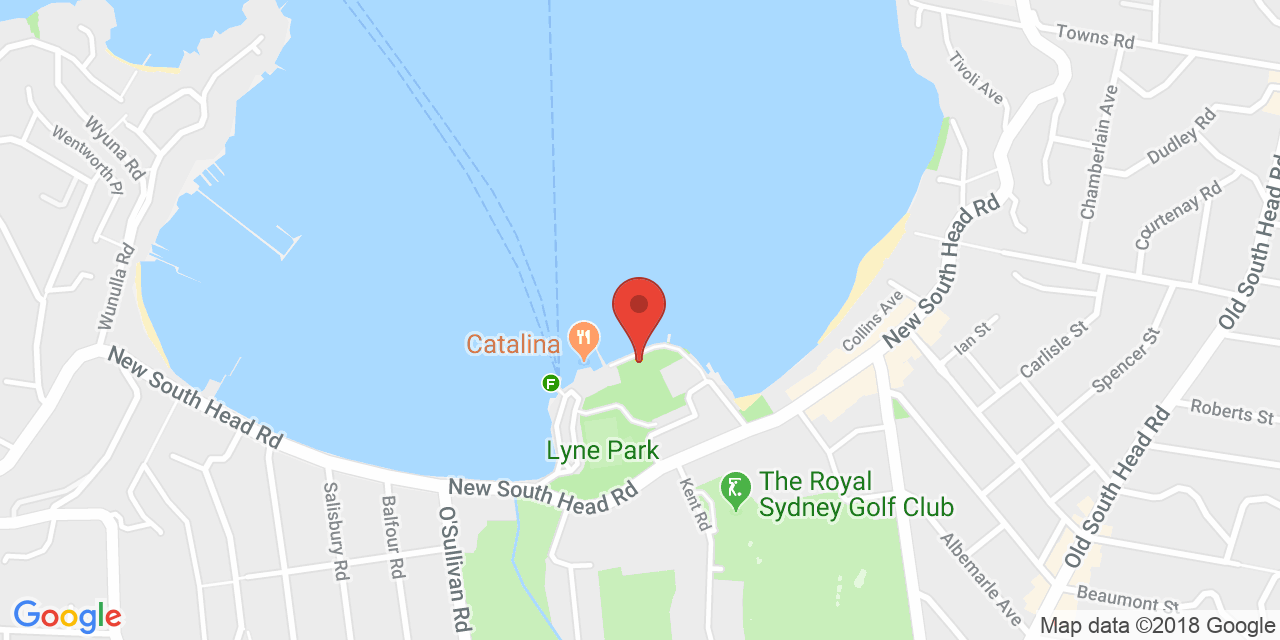 Towns Rd
Tivoli Ave
Chamberlain Ave
Dudley Rd
Wyuna Rd
Wentworth Pl
Courtenay Rd
Old South Head Rd
New South Head Rd
Wunulla Rd
Collins Ave
Ian St
Carlisle St
Spencer St
Catalina
F
New South Head Rd
Roberts St
Lyne Park
Old South Head Rd
New South Head Rd
The Royal
Sydney Golf Club
Kent Rd
Salisbury Rd
Balfour Rd
O'Sullivan Rd
Albemarle Ave
Beaumont St
Google
Map data ©2018 Google